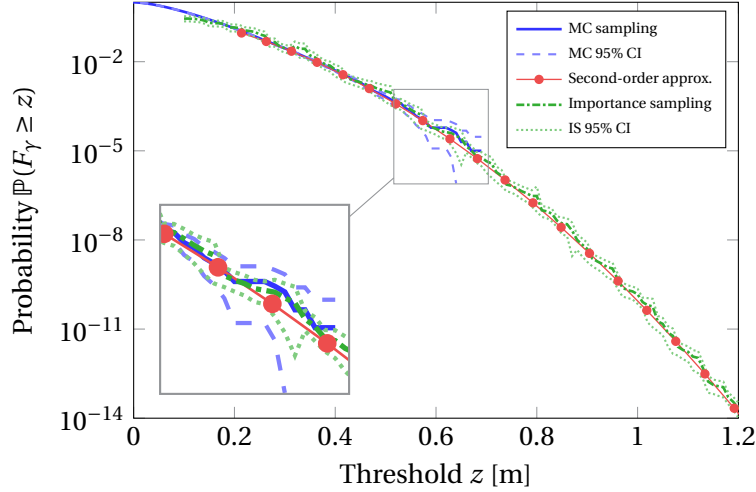 MC sampling
MC 95% CI
Second-order approx.
Importance sampling
IS 95% CI
10⁻²
10⁻⁵
10⁻⁸
10⁻¹¹
10⁻¹⁴
Probability ℙ(F_γ ≥ z)
0 0.2 0.4 0.6 0.8 1 1.2
Threshold z [m]